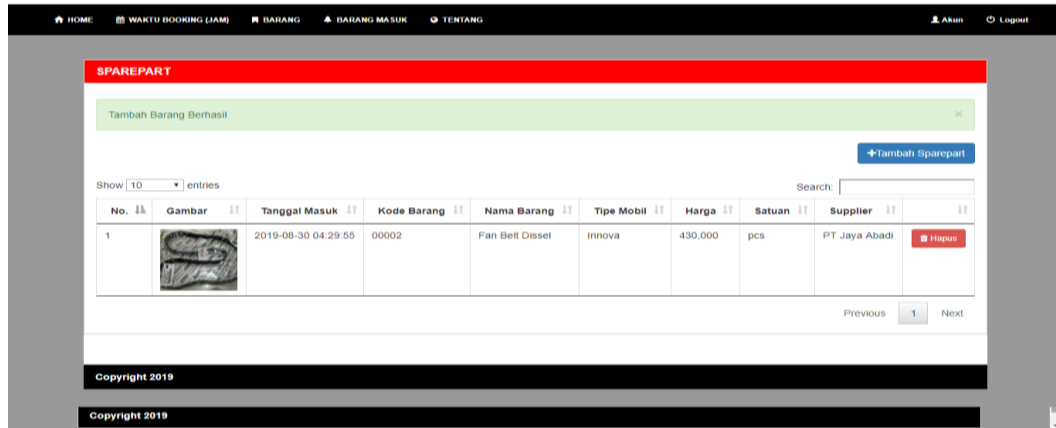 HOME WAKTU BOOKING (JAM) BARANG BARANG MASUK TENTANG Akun Logout
SPAREPART
Tambah Barang Berhasil ×
+Tambah Sparepart
Show 10 entries Search:
No. Gambar Tanggal Masuk Kode Barang Nama Barang Tipe Mobil Harga Satuan Supplier
1 2019-08-30 04:29:55 00002 Fan Belt Dissel Innova 430,000 pcs PT Jaya Abadi Hapus
Previous 1 Next
Copyright 2019
Copyright 2019